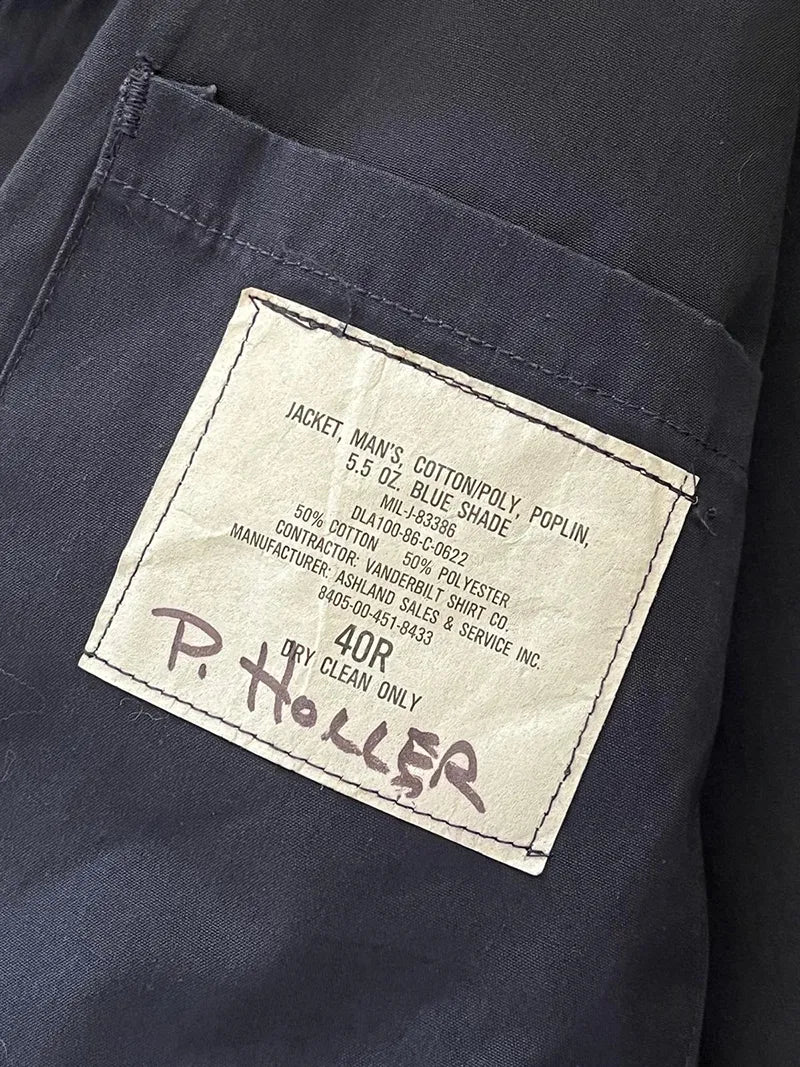 JACKET, MAN'S, COTTON/POLY, POPLIN,
5.5 OZ. BLUE SHADE
MIL-J-83386
DLA100-86-C-0622
50% COTTON 50% POLYESTER
CONTRACTOR: VANDERBILT SHIRT CO.
MANUFACTURER: ASHLAND SALES & SERVICE INC.
8405-00-451-8433
40R
DRY CLEAN ONLY
P. HOLLER